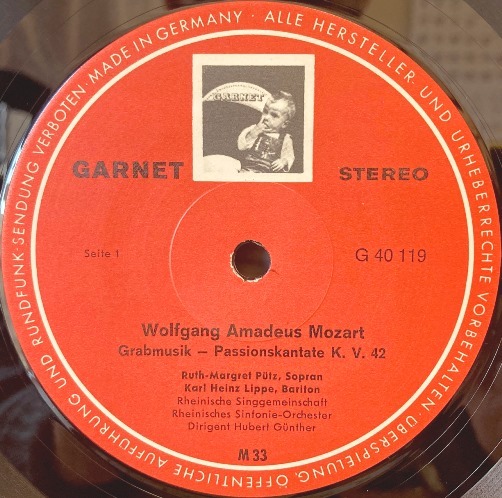 MADE IN GERMANY · ALLE HERSTELLER- UND URHEBERRECHTE VORBEHALTEN · ÜBERSPIELUNG, ÖFFENTLICHE AUFFÜHRUNG UND RUNDFUNK-SENDUNG VERBOTEN ·
GARNET
GARNET
STEREO
Seite 1
G 40 119
Wolfgang Amadeus Mozart
Grabmusik – Passionskantate K. V. 42
Ruth-Margret Pütz, Sopran
Karl Heinz Lippe, Bariton
Rheinische Singgemeinschaft
Rheinisches Sinfonie-Orchester
Dirigent Hubert Günther
M 33